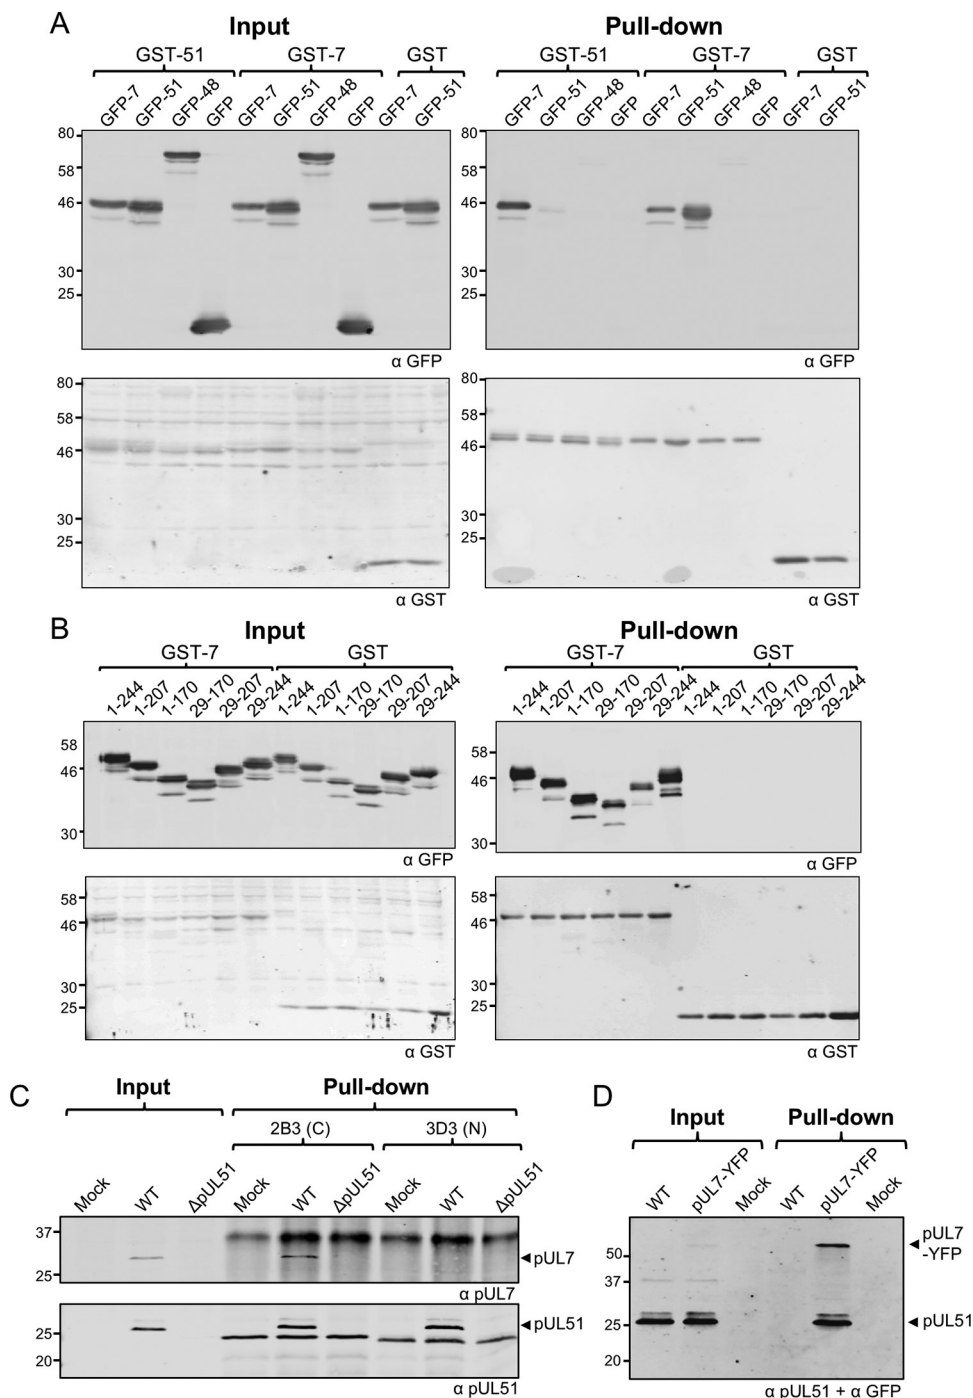 A
Input
Pull-down
GST-51 GST-7 GST
GST-51 GST-7 GST
GFP-7 GFP-51 GFP-48 GFP GFP-7 GFP-51 GFP-48 GFP GFP-7 GFP-51
GFP-7 GFP-51 GFP-48 GFP GFP-7 GFP-51 GFP-48 GFP GFP-7 GFP-51
80
58
46
30
25
α GFP
80
58
46
30
25
α GFP
80
58
46
30
25
α GST
80
58
46
30
25
α GST
B
Input
Pull-down
GST-7 GST
GST-7 GST
1-244 1-207 1-170 29-170 29-207 29-244 1-244 1-207 1-170 29-170 29-207 29-244
1-244 1-207 1-170 29-170 29-207 29-244 1-244 1-207 1-170 29-170 29-207 29-244
58
46
30
α GFP
58
46
30
α GFP
58
46
30
25
α GST
58
46
30
25
α GST
C
Input
Pull-down
2B3 (C) 3D3 (N)
Mock WT ΔpUL51 Mock WT ΔpUL51 Mock WT ΔpUL51
37
25
pUL7
α pUL7
25
20
pUL51
α pUL51
D
Input
Pull-down
WT pUL7-YFP Mock WT pUL7-YFP Mock
50
37
25
20
pUL7
-YFP
pUL51
α pUL51 + α GFP